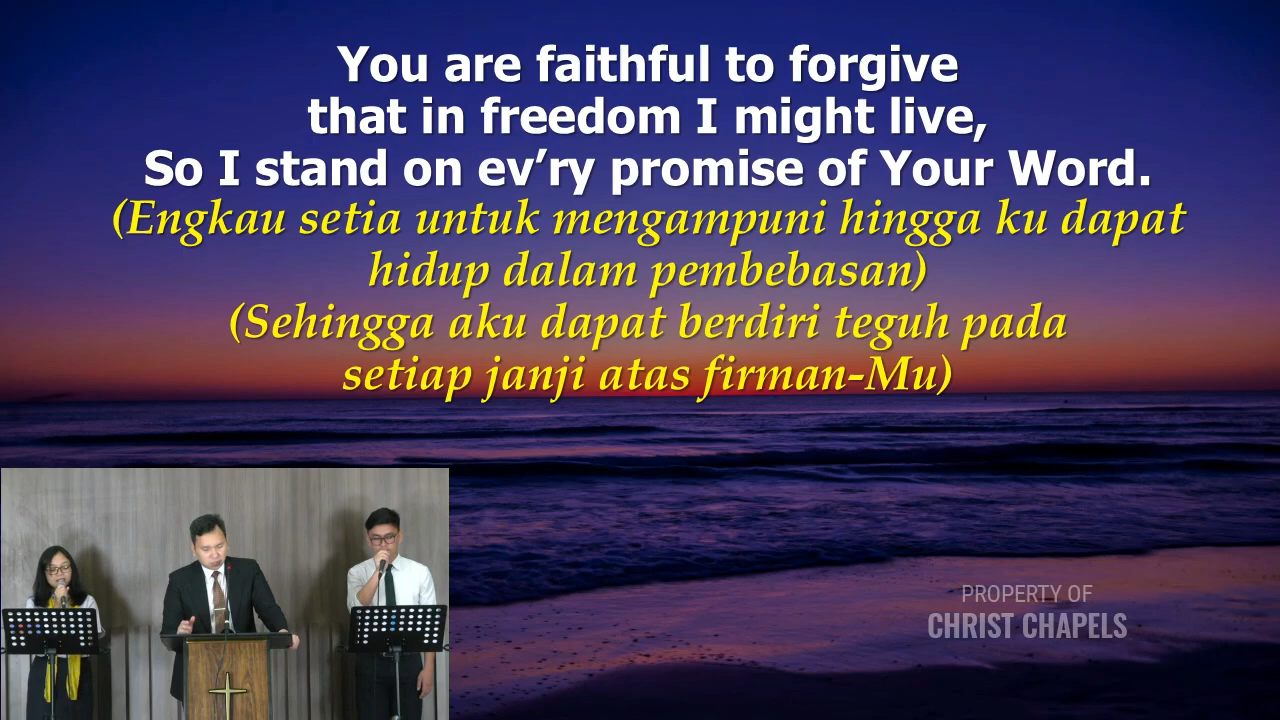 You are faithful to forgive
that in freedom I might live,
So I stand on ev’ry promise of Your Word.
(Engkau setia untuk mengampuni hingga ku dapat
hidup dalam pembebasan)
(Sehingga aku dapat berdiri teguh pada
setiap janji atas firman-Mu)
PROPERTY OF
CHRIST CHAPELS